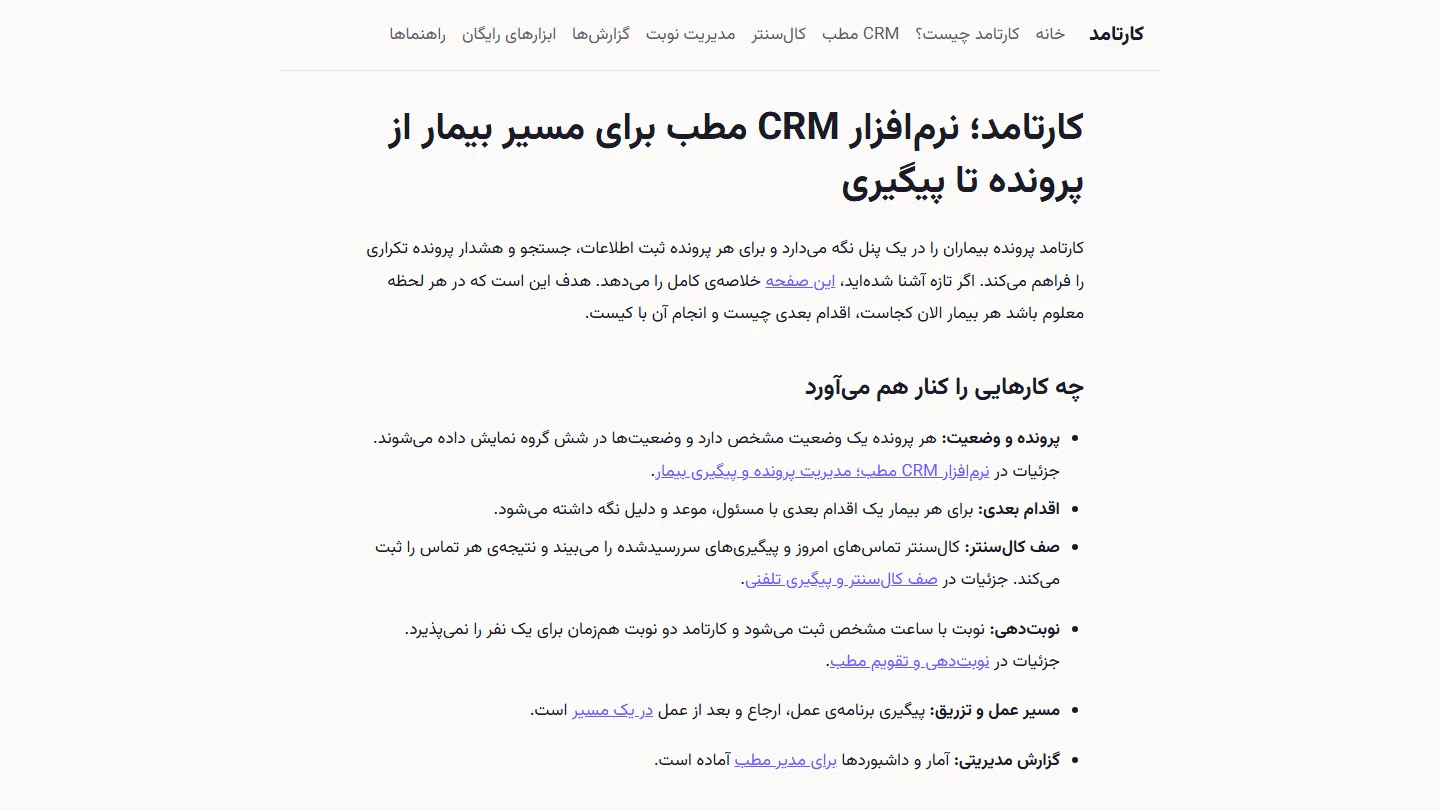 کارتامد خانه کارتامد چیست؟ CRM مطب کال‌سنتر مدیریت نوبت گزارش‌ها ابزارهای رایگان راهنماها
کارتامد؛ نرم‌افزار CRM مطب برای مسیر بیمار از
پرونده تا پیگیری
کارتامد پرونده بیماران را در یک پنل نگه می‌دارد و برای هر پرونده ثبت اطلاعات، جستجو و هشدار پرونده تکراری
را فراهم می‌کند. اگر تازه آشنا شده‌اید، این صفحه خلاصه‌ی کامل را می‌دهد. هدف این است که در هر لحظه
معلوم باشد هر بیمار الان کجاست، اقدام بعدی چیست و انجام آن با کیست.
چه کارهایی را کنار هم می‌آورد
• پرونده و وضعیت: هر پرونده یک وضعیت مشخص دارد و وضعیت‌ها در شش گروه نمایش داده می‌شوند.
جزئیات در نرم‌افزار CRM مطب؛ مدیریت پرونده و پیگیری بیمار.
• اقدام بعدی: برای هر بیمار یک اقدام بعدی با مسئول، موعد و دلیل نگه داشته می‌شود.
• صف کال‌سنتر: کال‌سنتر تماس‌های امروز و پیگیری‌های سررسیدشده را می‌بیند و نتیجه‌ی هر تماس را ثبت
می‌کند. جزئیات در صف کال‌سنتر و پیگیری تلفنی.
• نوبت‌دهی: نوبت با ساعت مشخص ثبت می‌شود و کارتامد دو نوبت هم‌زمان برای یک نفر را نمی‌پذیرد.
جزئیات در نوبت‌دهی و تقویم مطب.
• مسیر عمل و تزریق: پیگیری برنامه‌ی عمل، ارجاع و بعد از عمل در یک مسیر است.
• گزارش مدیریتی: آمار و داشبوردها برای مدیر مطب آماده است.